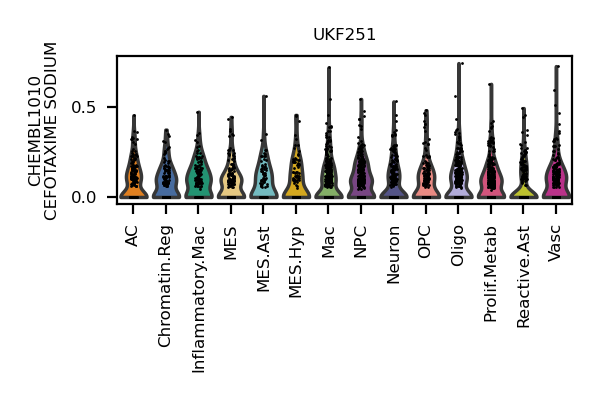 UKF251
CHEMBL1010
CEFOTAXIME SODIUM
0.5
0.0
AC
Chromatin.Reg
Inflammatory.Mac
MES
MES.Ast
MES.Hyp
Mac
NPC
Neuron
OPC
Oligo
Prolif.Metab
Reactive.Ast
Vasc